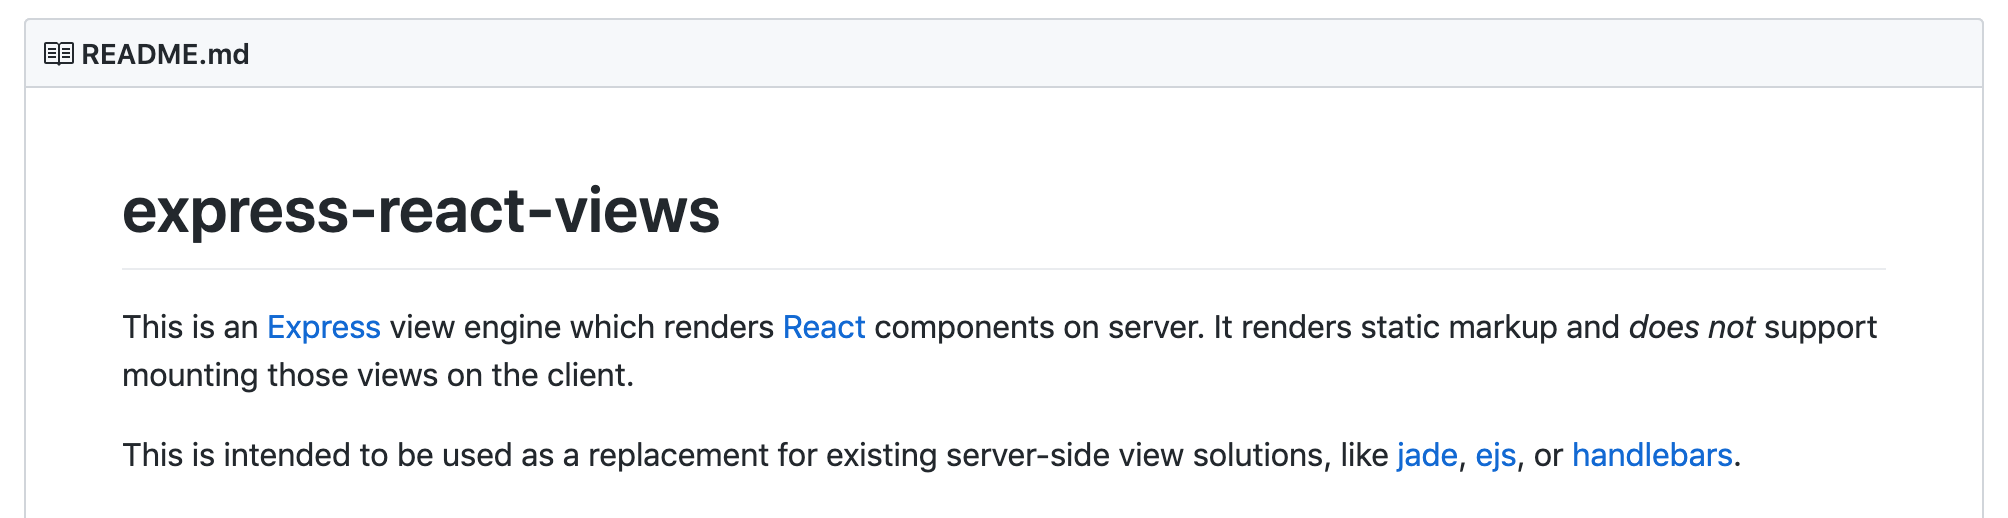 README.md
express-react-views
This is an Express view engine which renders React components on server. It renders static markup and does not support
mounting those views on the client.
This is intended to be used as a replacement for existing server-side view solutions, like jade, ejs, or handlebars.